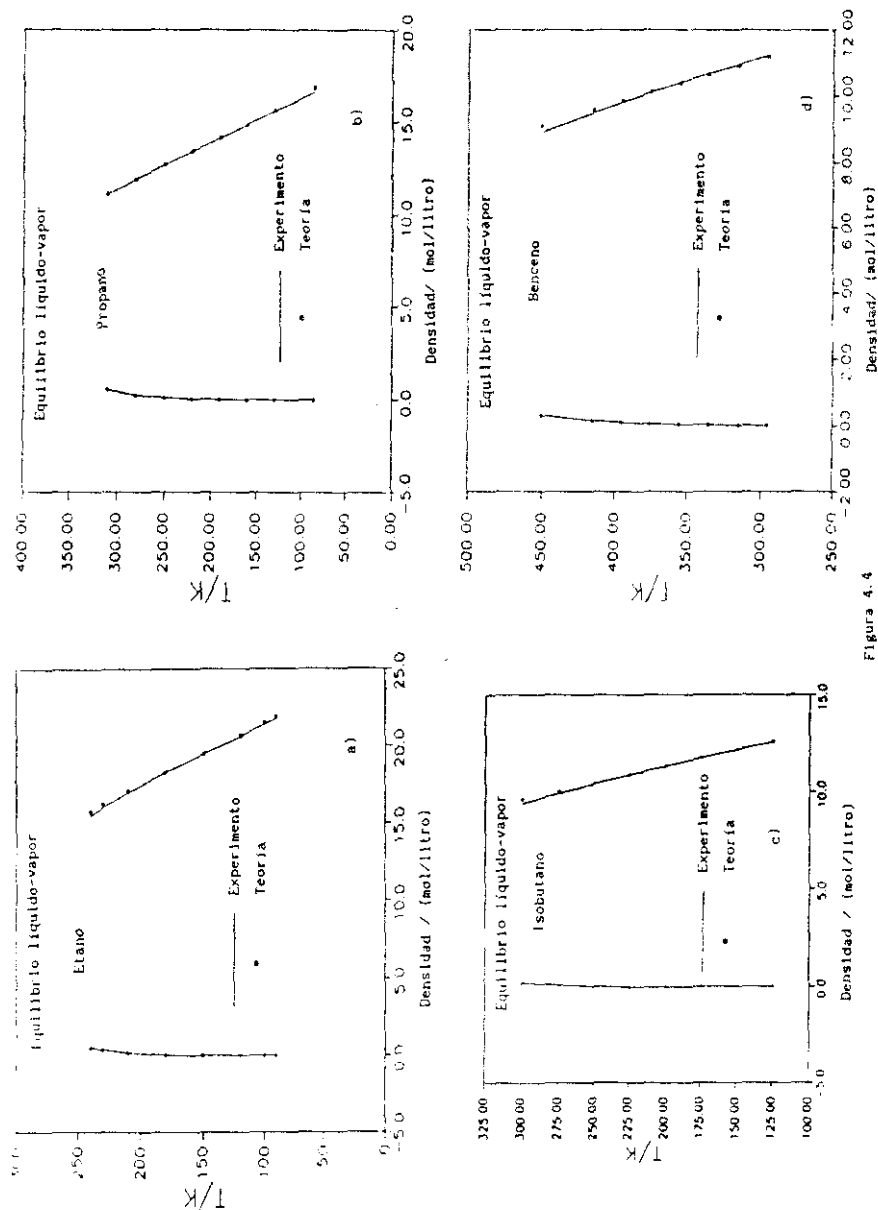 Equilibrio líquido-vapor
Etano
250
200
150
100
50
0
T/K
Experimento
Teoría
a)
-5.0
0.0
5.0
10.0
15.0
20.0
25.0
Densidad / (mol/litro)
Equilibrio líquido-vapor
Propano
400.00
350.00
300.00
250.00
200.00
150.00
100.00
50.00
0.00
T/K
Experimento
Teoría
b)
-5.0
0.0
5.0
10.0
15.0
20.0
Densidad/ (mol/litro)
Equilibrio líquido-vapor
Isobutano
325.00
300.00
275.00
250.00
225.00
200.00
175.00
150.00
125.00
100.00
T/K
Experimento
Teoría
c)
-5.0
0.0
5.0
10.0
15.0
Densidad / (mol/litro)
Equilibrio líquido-vapor
Benceno
500.00
450.00
400.00
350.00
300.00
250.00
T/K
Experimento
Teoría
d)
-2.00
0.00
2.00
4.00
6.00
8.00
10.00
12.00
Densidad/ (mol/litro)
Figura 4.4